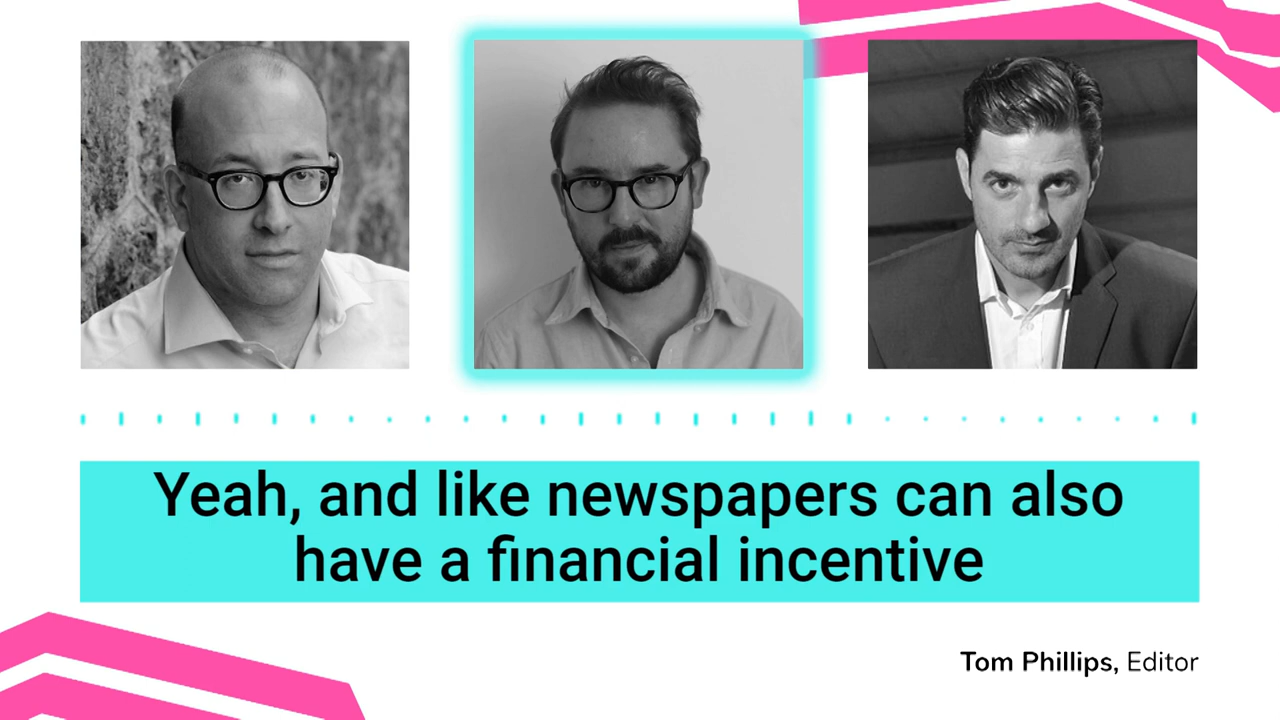 Yeah, and like newspapers can also
have a financial incentive
Tom Phillips, Editor